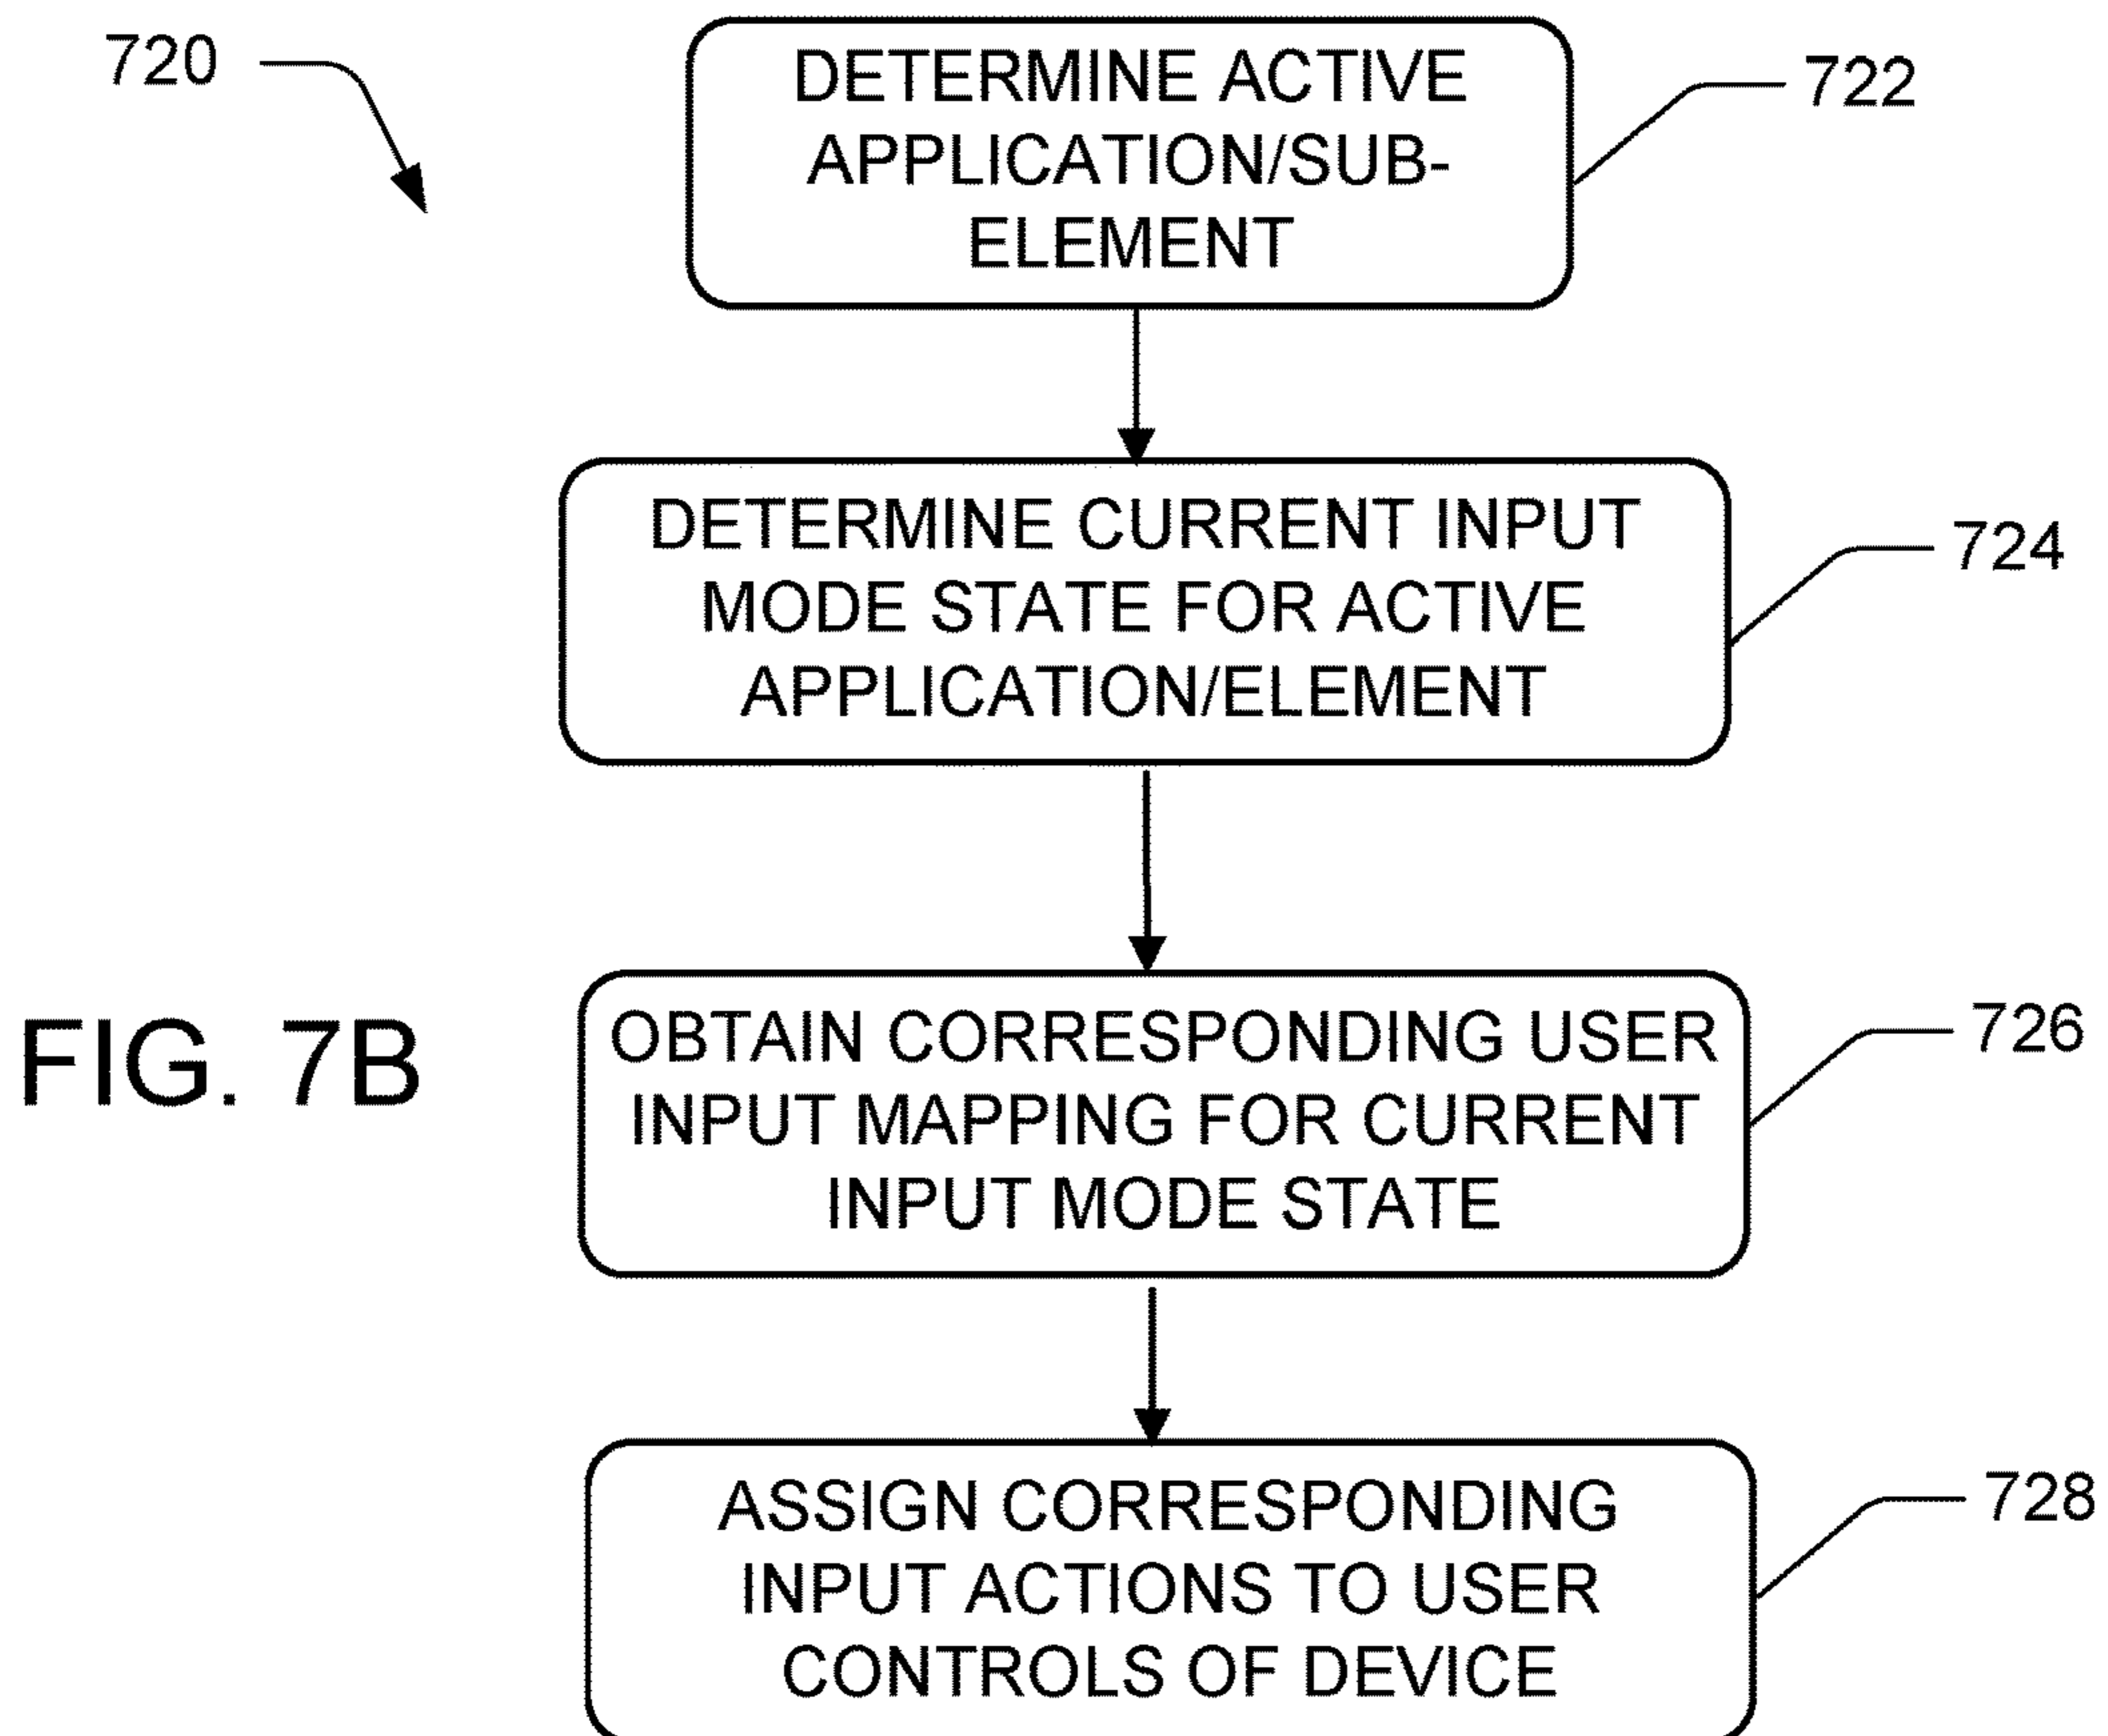 720
DETERMINE ACTIVE
APPLICATION/SUB-
ELEMENT
722
DETERMINE CURRENT INPUT
MODE STATE FOR ACTIVE
APPLICATION/ELEMENT
724
FIG. 7B
OBTAIN CORRESPONDING USER
INPUT MAPPING FOR CURRENT
INPUT MODE STATE
726
ASSIGN CORRESPONDING
INPUT ACTIONS TO USER
CONTROLS OF DEVICE
728